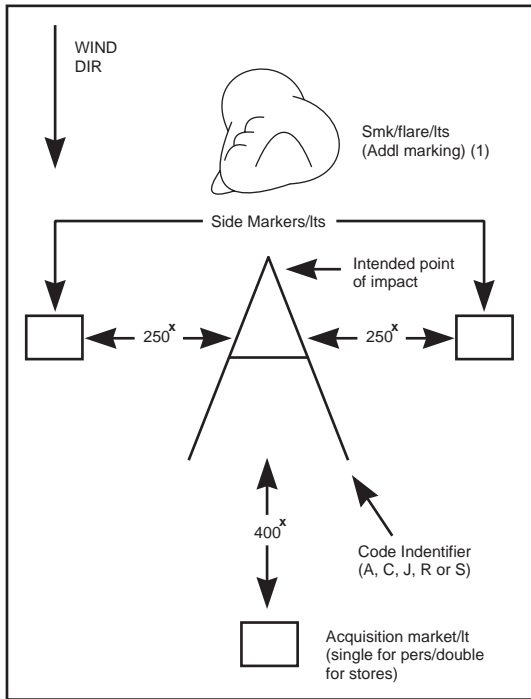 WIND
DIR
Smk/flare/lts
(Addl marking) (1)
Side Markers/lts
Intended point
of impact
250x
250x
400x
Code Indentifier
(A, C, J, R or S)
Acquisition market/lt
(single for pers/double
for stores)